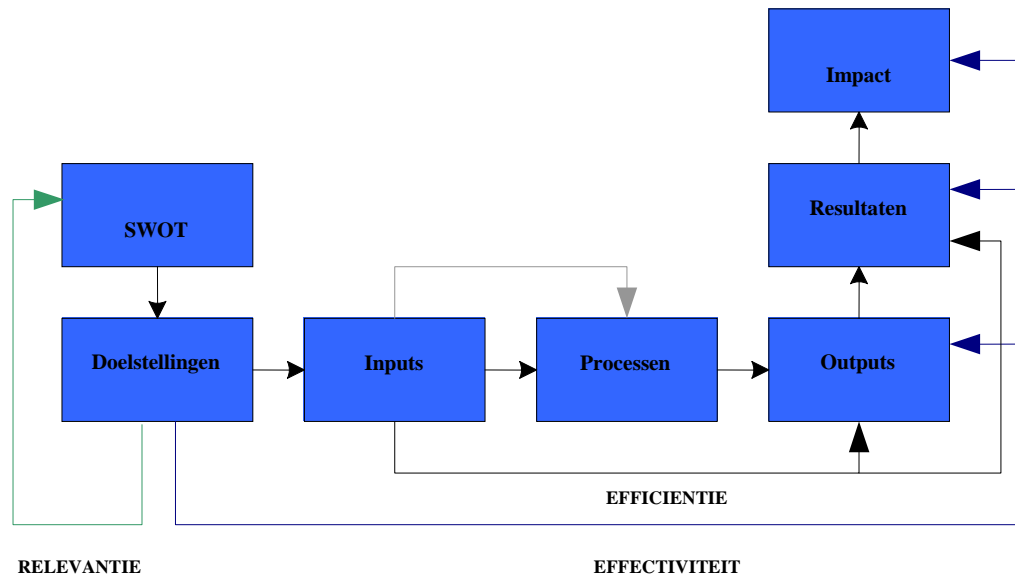 Impact
SWOT
Resultaten
Doelstellingen
Inputs
Processen
Outputs
EFFICIENTIE
RELEVANTIE
EFFECTIVITEIT